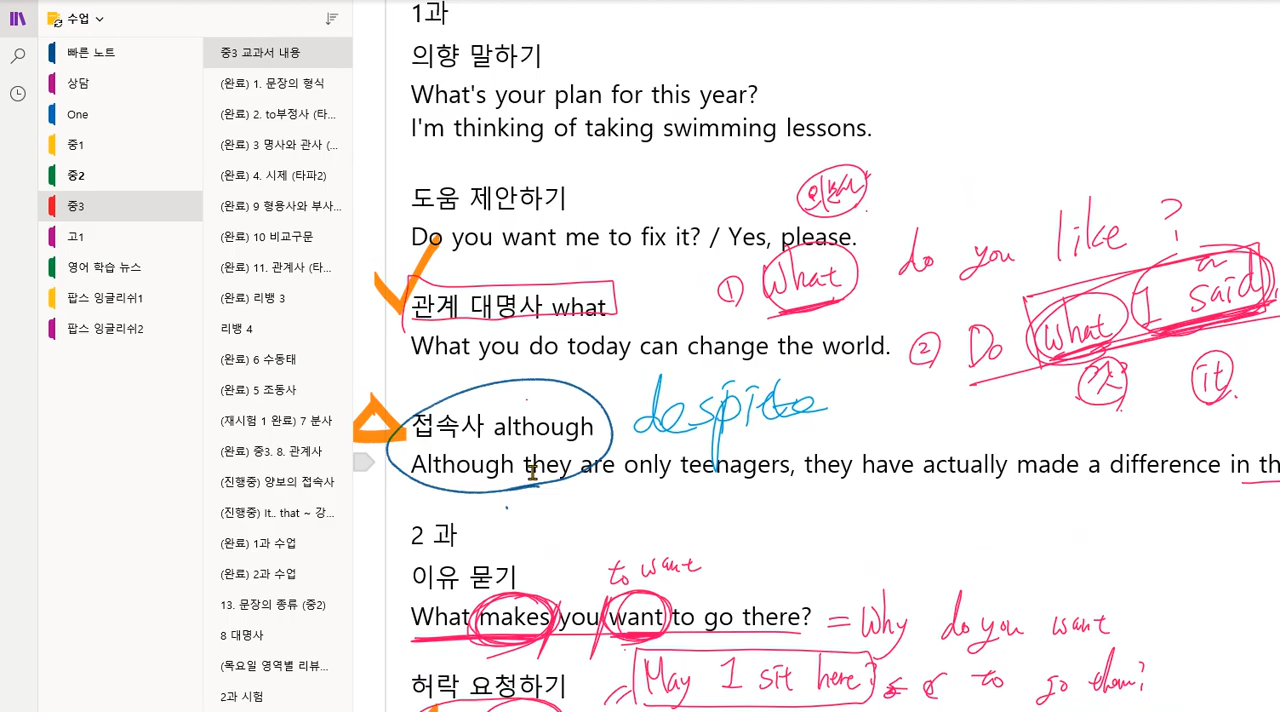 수업
빠른 노트
상담
One
중1
중2
중3
고1
영어 학습 뉴스
팝스 잉글리쉬1
팝스 잉글리쉬2
중3 교과서 내용
(완료) 1. 문장의 형식
(완료) 2. to부정사 (타...
(완료) 3 명사와 관사 (...
(완료) 4. 시제 (타파2)
(완료) 9 형용사와 부사...
(완료) 10 비교구문
(완료) 11. 관계사 (타...
(완료) 리뱅 3
리뱅 4
(완료) 6 수동태
(완료) 5 조동사
(재시험 1 완료) 7 분사
(완료) 중3. 8. 관계사
(진행중) 양보의 접속사
(진행중) It.. that ~ 강...
(완료) 1과 수업
(완료) 2과 수업
13. 문장의 종류 (중2)
8 대명사
(목요일 영역별 리뷰...
2과 시험
1과
의향 말하기
What's your plan for this year?
I'm thinking of taking swimming lessons.
도움 제안하기
Do you want me to fix it? / Yes, please.
의문사
① What do you like?
관계 대명사 what
What you do today can change the world.
② Do what I said
것 it.
접속사 although
despite
Although they are only teenagers, they have actually made a difference in th
2 과
이유 묻기
to want
What makes you want to go there?
= Why do you want
to go there?
허락 요청하기
May I sit here?